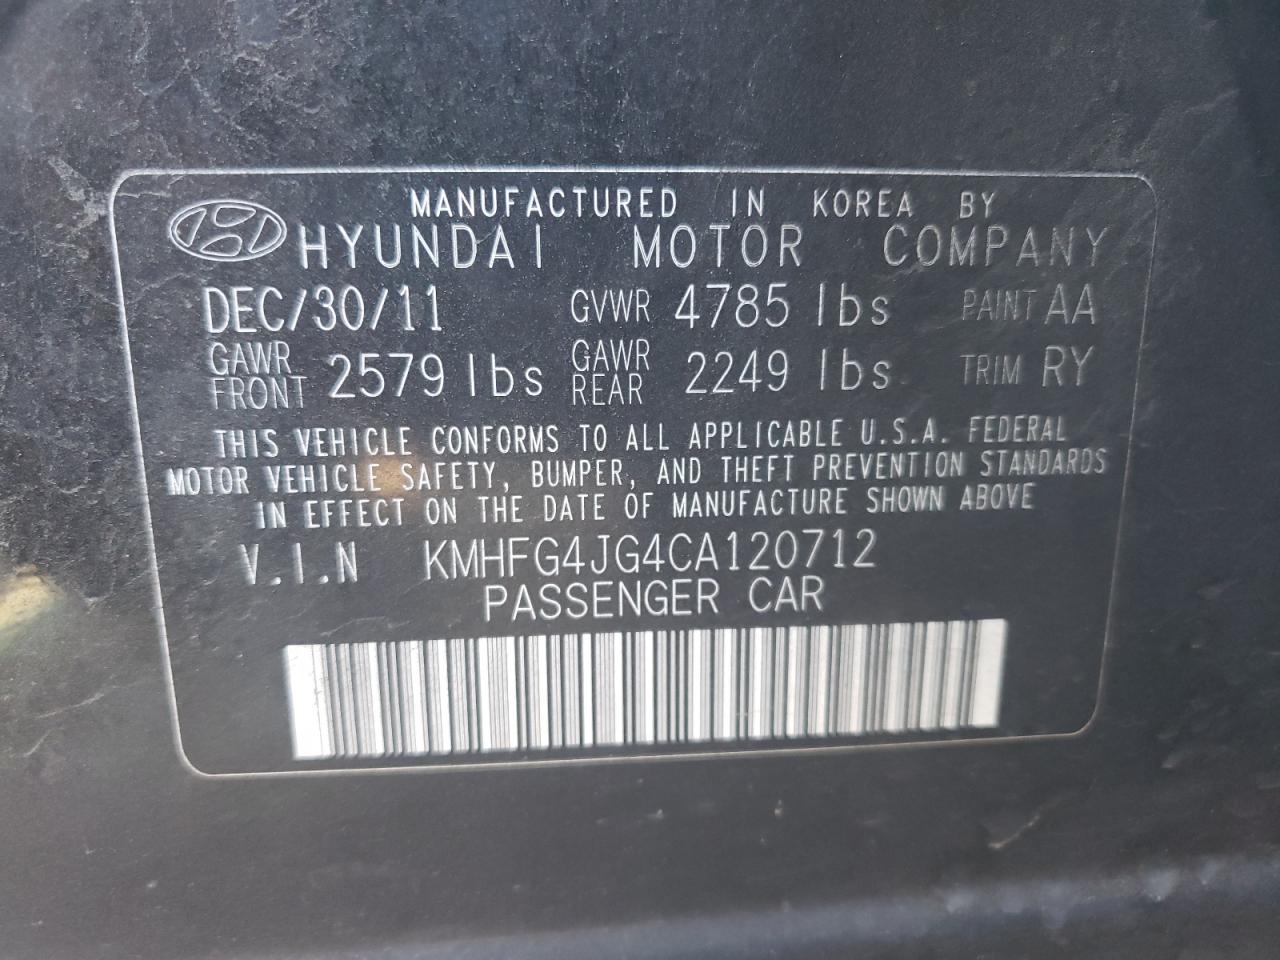 MANUFACTURED IN KOREA BY
HYUNDAI MOTOR COMPANY
DEC/30/11 GVWR 4785 lbs PAINT AA
GAWR FRONT 2579 lbs GAWR REAR 2249 lbs TRIM RY
THIS VEHICLE CONFORMS TO ALL APPLICABLE U.S.A. FEDERAL
MOTOR VEHICLE SAFETY, BUMPER, AND THEFT PREVENTION STANDARDS
IN EFFECT ON THE DATE OF MANUFACTURE SHOWN ABOVE
V.I.N KMHFG4JG4CA120712
PASSENGER CAR